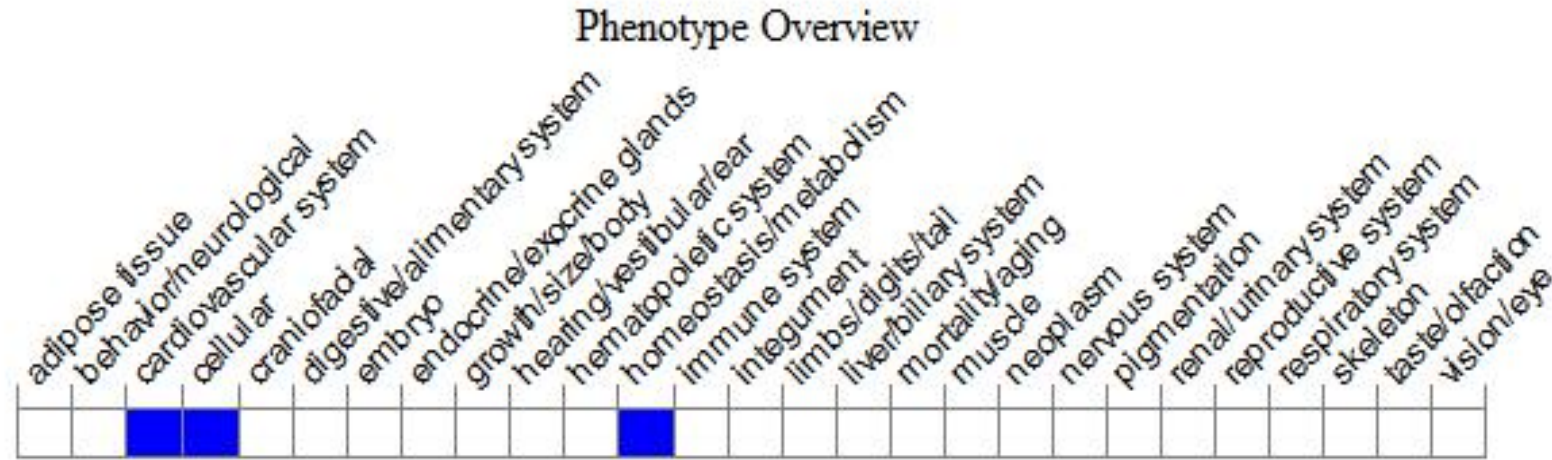 Phenotype Overview
adipose tissue
behavior/neurological
cardiovascular system
cellular
craniofacial
digestive/alimentary system
embryo
endocrine/exocrine glands
growth/size/body
hearing/vestibular/ear
hematopoietic system
homeostasis/metabolism
immune system
integument
limbs/digits/tail
liver/biliary system
mortality/aging
muscle
neoplasm
nervous system
pigmentation
renal/urinary system
reproductive system
respiratory system
skeleton
taste/olfaction
vision/eye